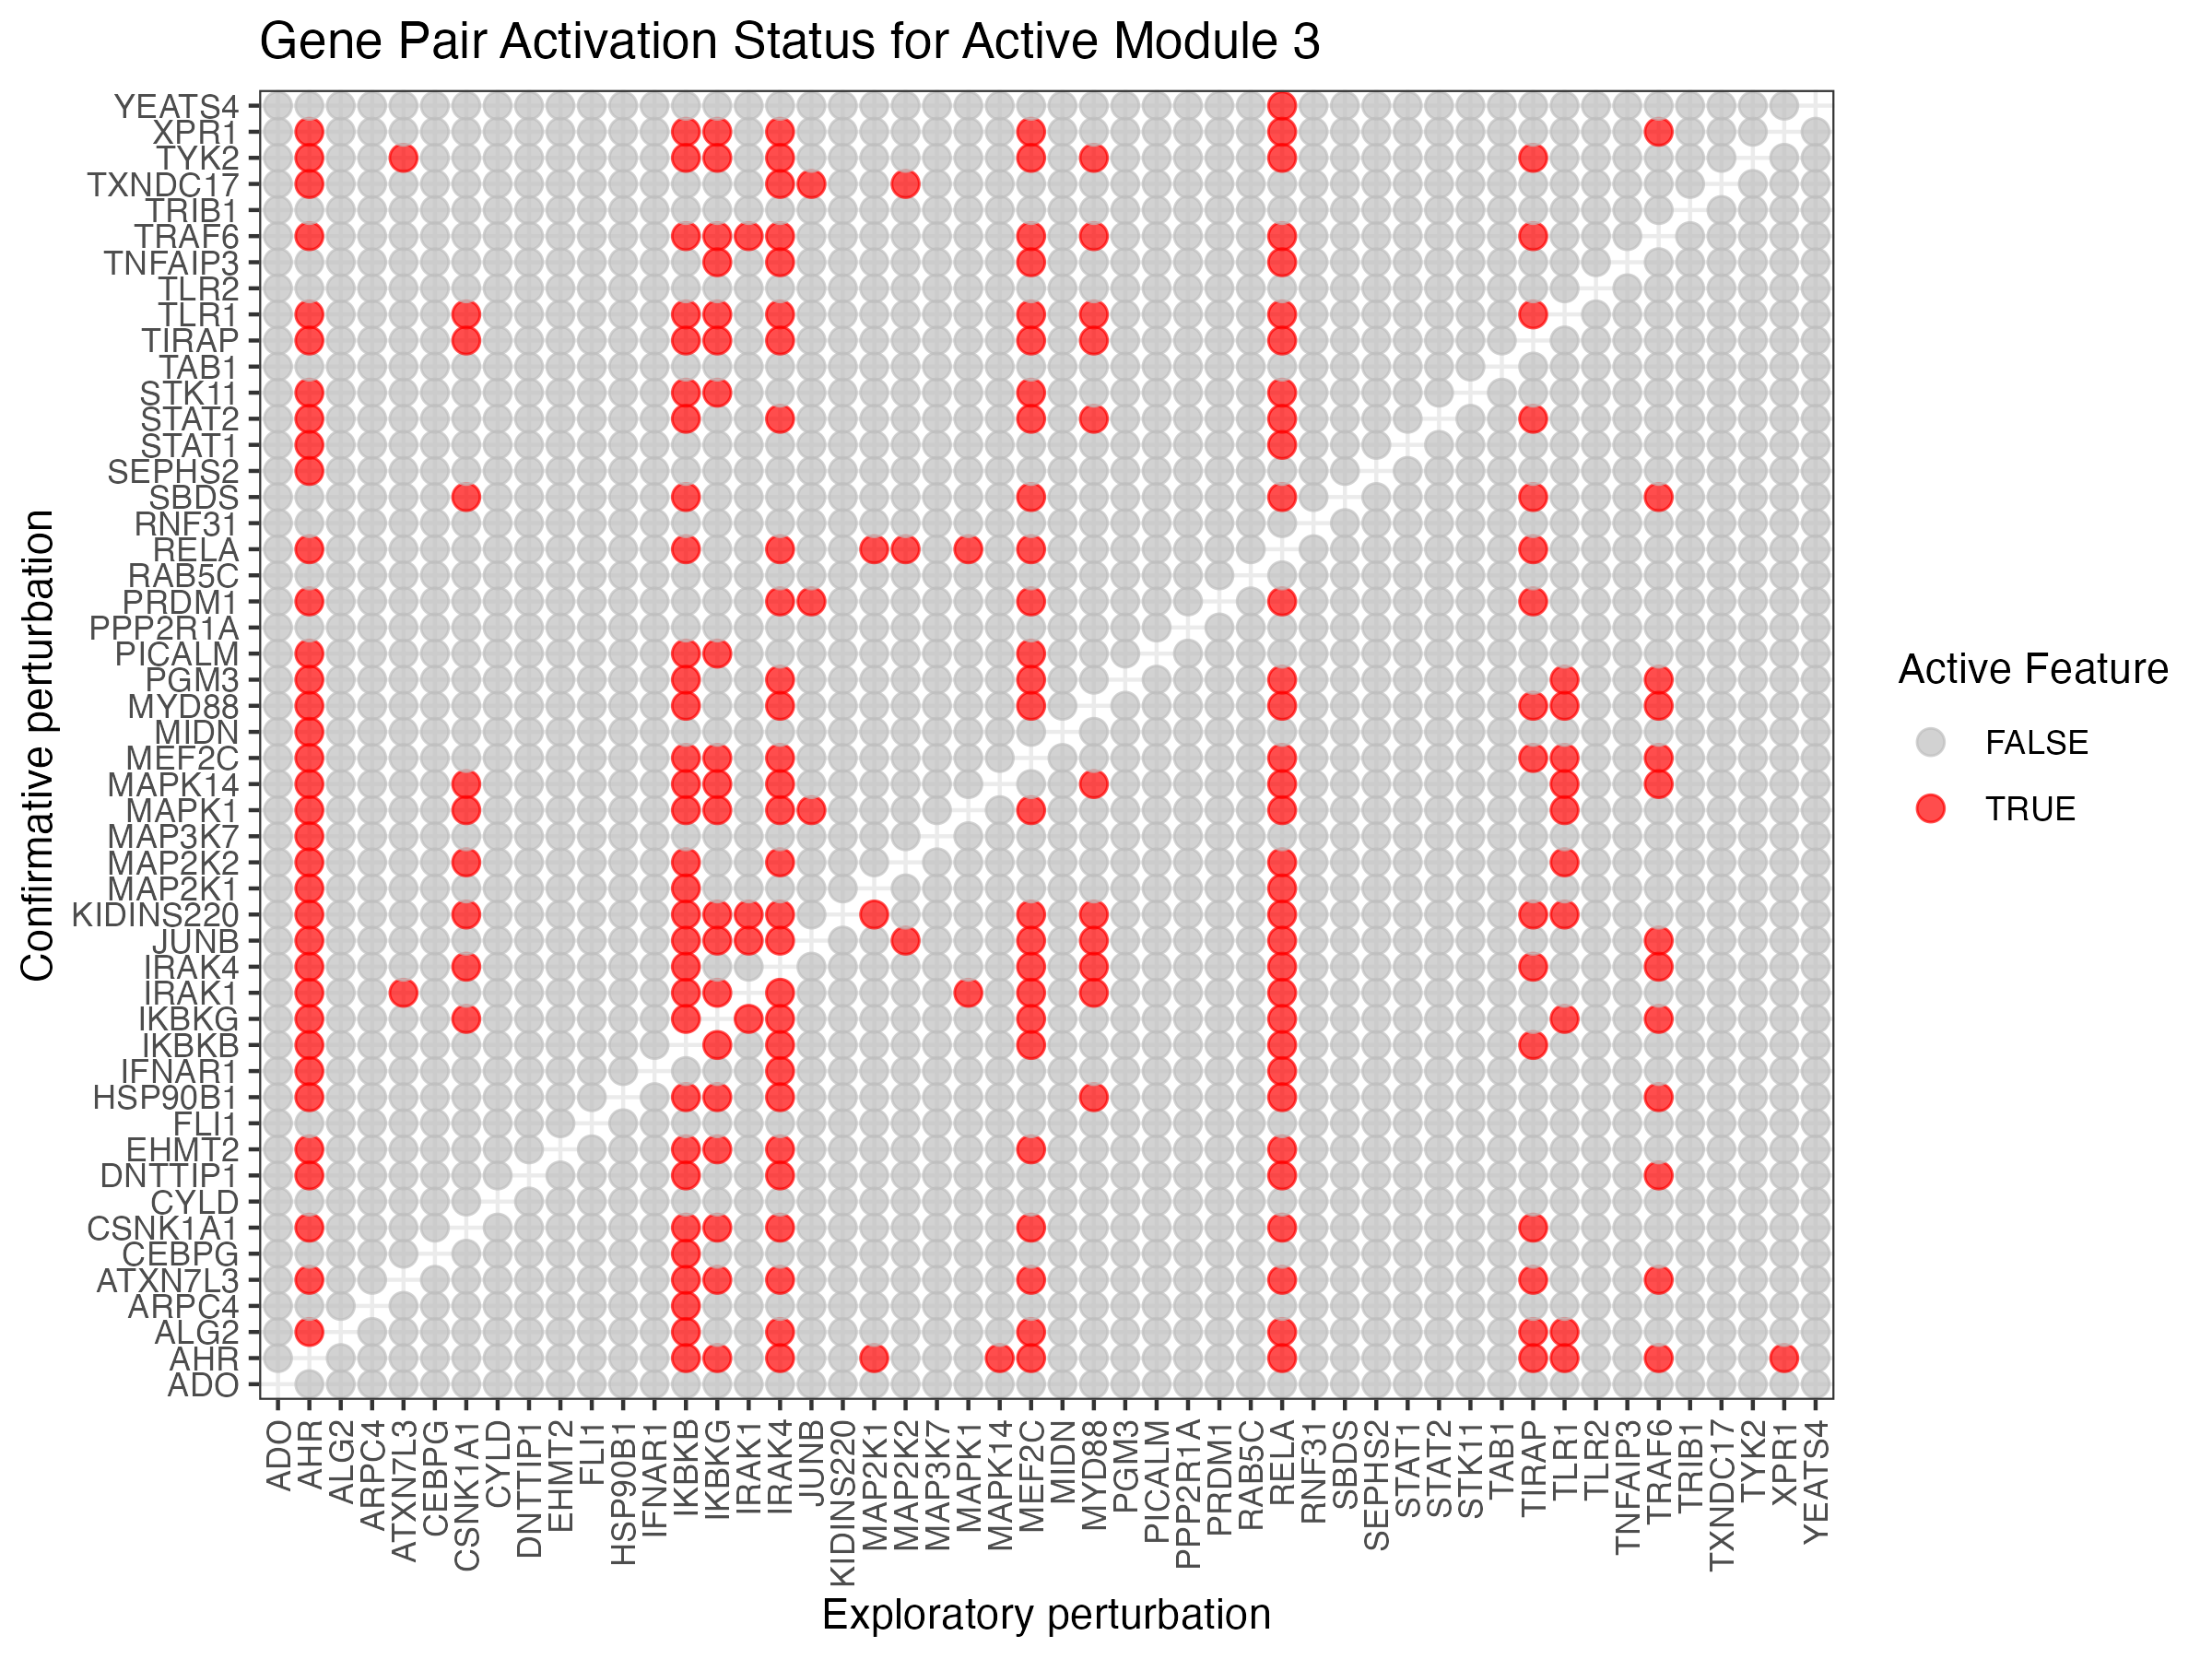 Gene Pair Activation Status for Active Module 3
Confirmative perturbation
YEATS4
XPR1
TYK2
TXNDC17
TRIB1
TRAF6
TNFAIP3
TLR2
TLR1
TIRAP
TAB1
STK11
STAT2
STAT1
SEPHS2
SBDS
RNF31
RELA
RAB5C
PRDM1
PPP2R1A
PICALM
PGM3
MYD88
MIDN
MEF2C
MAPK14
MAPK1
MAP3K7
MAP2K2
MAP2K1
KIDINS220
JUNB
IRAK4
IRAK1
IKBKG
IKBKB
IFNAR1
HSP90B1
FLI1
EHMT2
DNTTIP1
CYLD
CSNK1A1
CEBPG
ATXN7L3
ARPC4
ALG2
AHR
ADO
ADO
AHR
ALG2
ARPC4
ATXN7L3
CEBPG
CSNK1A1
CYLD
DNTTIP1
EHMT2
FLI1
HSP90B1
IFNAR1
IKBKB
IKBKG
IRAK1
IRAK4
JUNB
KIDINS220
MAP2K1
MAP2K2
MAP3K7
MAPK1
MAPK14
MEF2C
MIDN
MYD88
PGM3
PICALM
PPP2R1A
PRDM1
RAB5C
RELA
RNF31
SBDS
SEPHS2
STAT1
STAT2
STK11
TAB1
TIRAP
TLR1
TLR2
TNFAIP3
TRAF6
TRIB1
TXNDC17
TYK2
XPR1
YEATS4
Exploratory perturbation
Active Feature
FALSE
TRUE